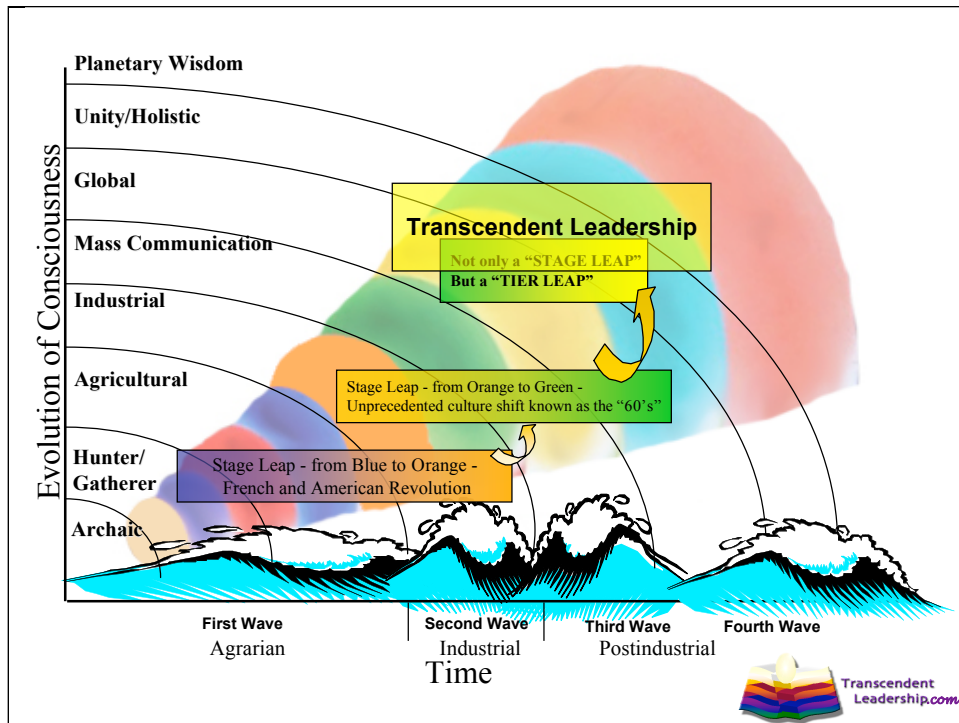 Planetary Wisdom
Unity/Holistic
Global
Mass Communication
Industrial
Agricultural
Hunter/
Gatherer
Archaic
Evolution of Consciousness
Transcendent Leadership
Not only a “STAGE LEAP”
But a “TIER LEAP”
Stage Leap - from Orange to Green -
Unprecedented culture shift known as the “60’s”
Stage Leap - from Blue to Orange -
French and American Revolution
First Wave
Agrarian
Second Wave
Industrial
Third Wave
Postindustrial
Fourth Wave
Time
Transcendent
Leadership.com